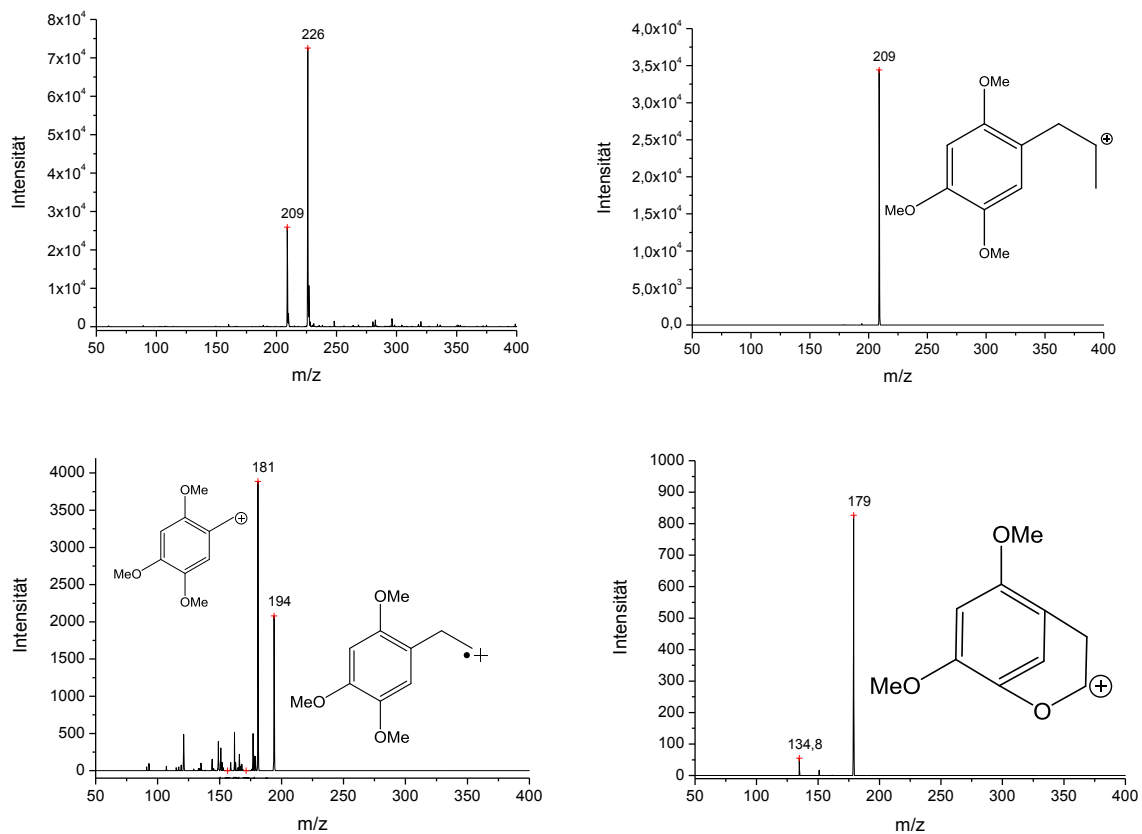 8x10⁴
7x10⁴
6x10⁴
5x10⁴
4x10⁴
3x10⁴
2x10⁴
1x10⁴
0
Intensität
226
209
50 100 150 200 250 300 350 400
m/z
4,0x10⁴
3,5x10⁴
3,0x10⁴
2,5x10⁴
2,0x10⁴
1,5x10⁴
1,0x10⁴
5,0x10³
0,0
Intensität
209
OMe
MeO
OMe
50 100 150 200 250 300 350 400
m/z
4000
3500
3000
2500
2000
1500
1000
500
0
Intensität
181
194
OMe
MeO
OMe
OMe
MeO
OMe
50 100 150 200 250 300 350 400
m/z
1000
900
800
700
600
500
400
300
200
100
0
Intensität
179
134,8
OMe
MeO
O
50 100 150 200 250 300 350 400
m/z